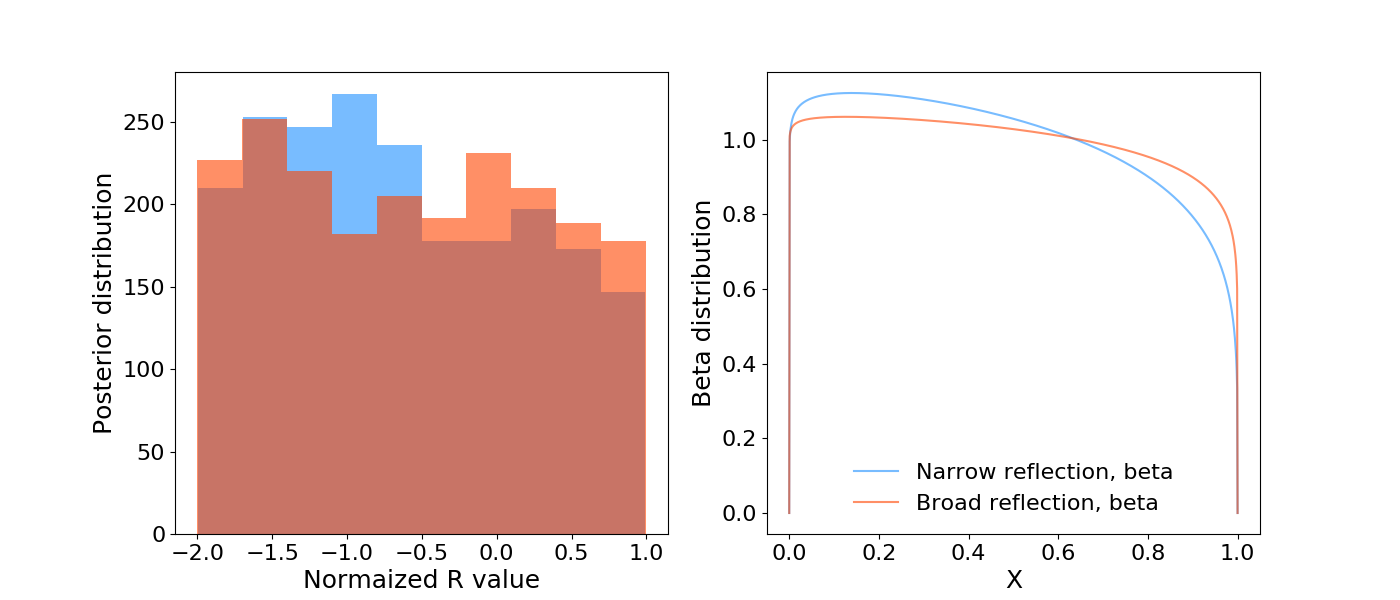 Posterior distribution
250
200
150
100
50
0
−2.0 −1.5 −1.0 −0.5 0.0 0.5 1.0
Normaized R value
Beta distribution
1.0
0.8
0.6
0.4
0.2
0.0
Narrow reflection, beta
Broad reflection, beta
0.0 0.2 0.4 0.6 0.8 1.0
X